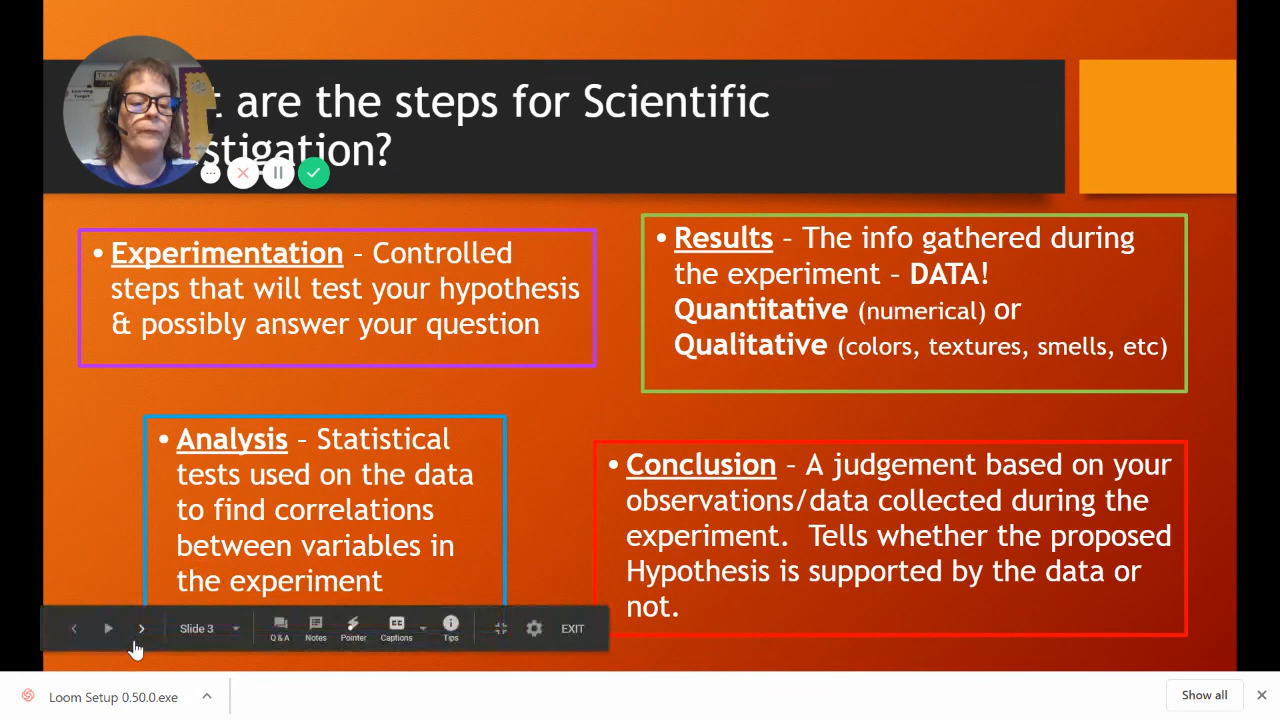 are the steps for Scientific
stigation?
• Experimentation – Controlled
steps that will test your hypothesis
& possibly answer your question
• Results – The info gathered during
the experiment – DATA!
Quantitative (numerical) or
Qualitative (colors, textures, smells, etc)
• Analysis – Statistical
tests used on the data
to find correlations
between variables in
the experiment
• Conclusion – A judgement based on your
observations/data collected during the
experiment. Tells whether the proposed
Hypothesis is supported by the data or
not.
Slide 3
Q & A
Notes
Pointer
Captions
Tips
EXIT
Loom Setup 0.50.0.exe
Show all